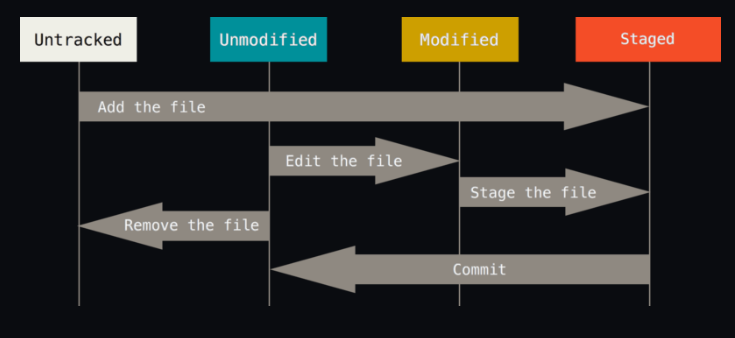 Untracked
Unmodified
Modified
Staged
Add the file
Edit the file
Stage the file
Remove the file
Commit